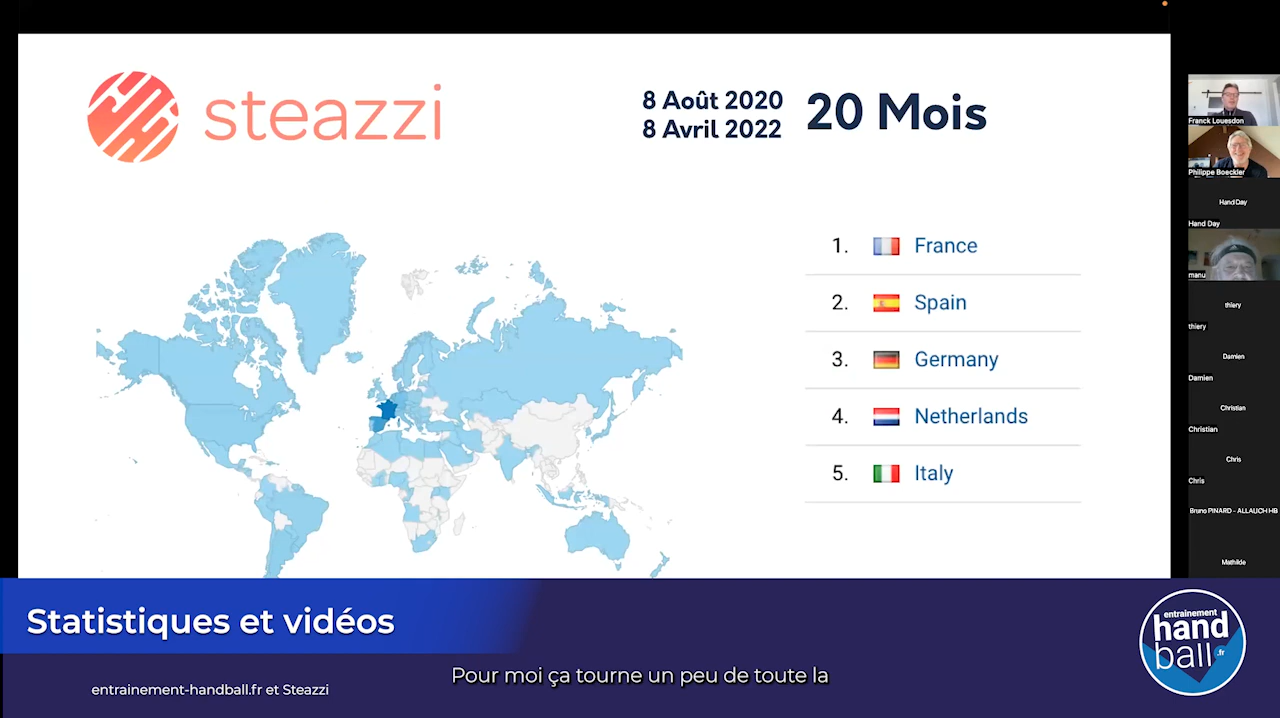 steazzi
8 Août 2020
8 Avril 2022
20 Mois
1. France
2. Spain
3. Germany
4. Netherlands
5. Italy
Franck Louesdon
Philippe Boeckler
Hand Day
Hand Day
manu
thiery
thiery
Damien
Damien
Christian
Christian
Chris
Chris
Bruno PINARD - ALLAUCH HB
Mathilde
Statistiques et vidéos
entrainement-handball.fr et Steazzi
Pour moi ça tourne un peu de toute la
entrainement
hand
ball.fr